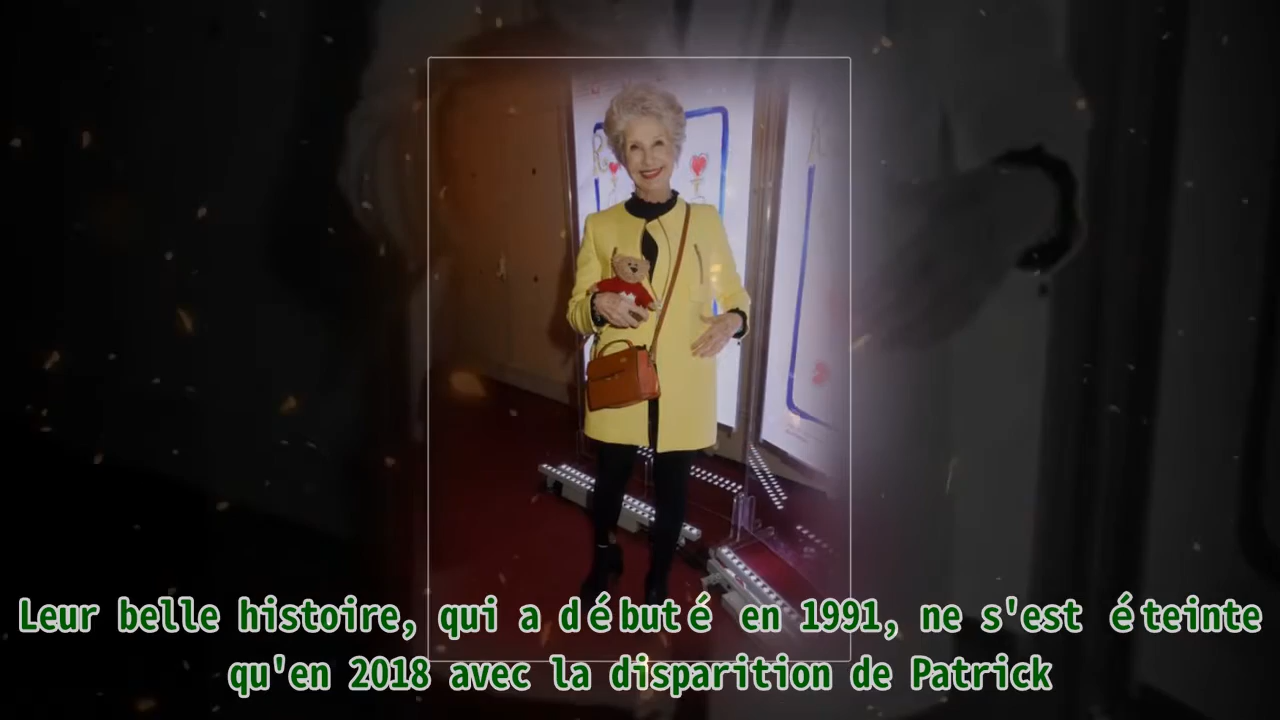 Leur belle histoire, qui a débuté en 1991, ne s'est éteinte
qu'en 2018 avec la disparition de Patrick